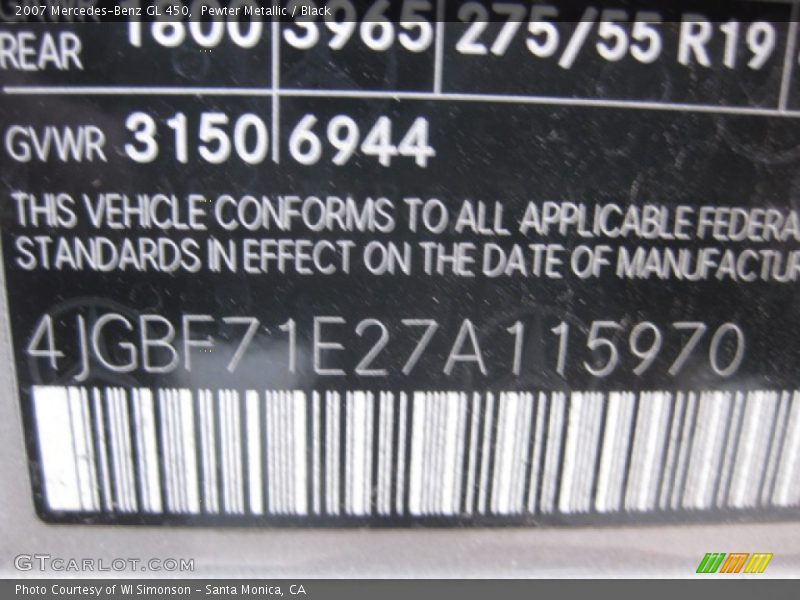 2007 Mercedes-Benz GL 450, Pewter Metallic / Black
REAR 1800 3965 275/55 R19
GVWR 3150 6944
THIS VEHICLE CONFORMS TO ALL APPLICABLE FEDERA
STANDARDS IN EFFECT ON THE DATE OF MANUFACTUR
4JGBF71E27A115970
GTCARLOT.COM
Photo Courtesy of WI Simonson - Santa Monica, CA